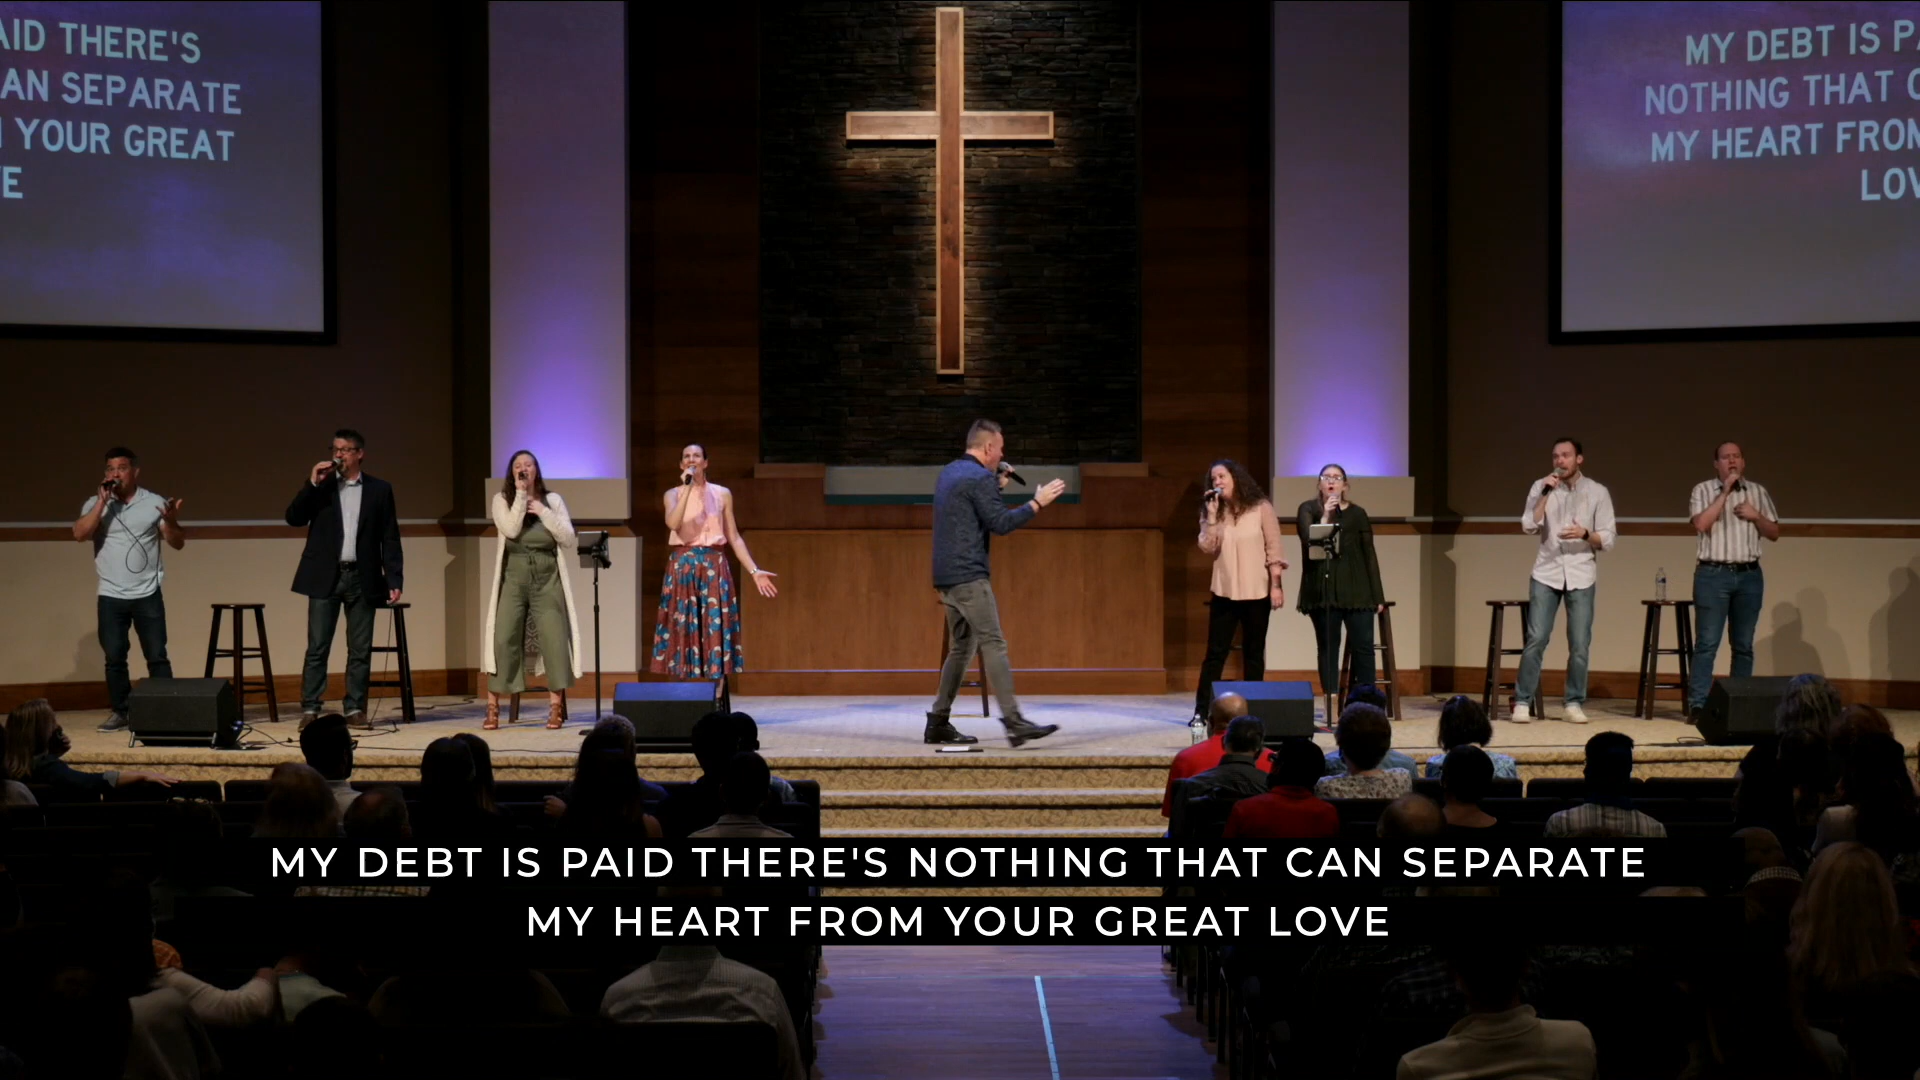 AID THERE'S
AN SEPARATE
YOUR GREAT
E
MY DEBT IS P
NOTHING THAT
MY HEART FROM
LOV
MY DEBT IS PAID THERE'S NOTHING THAT CAN SEPARATE
MY HEART FROM YOUR GREAT LOVE